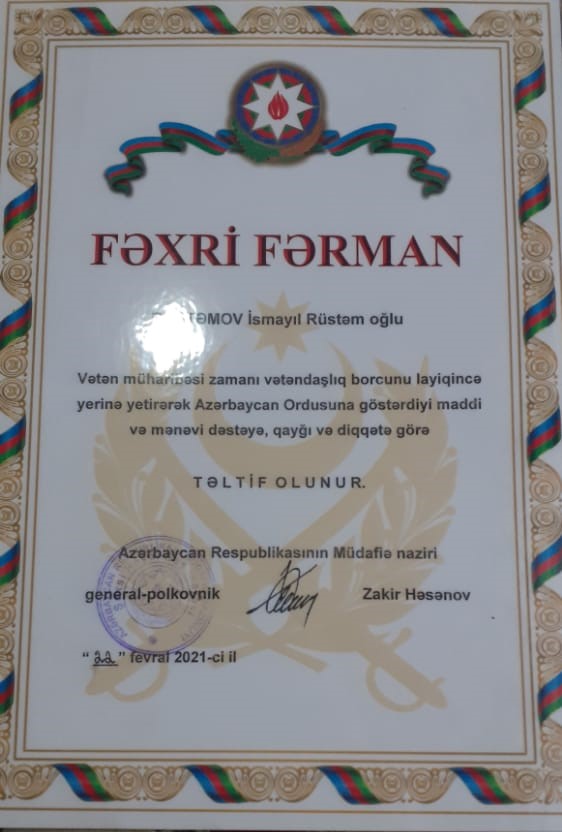 FƏXRİ FƏRMAN
İsmayıl Rüstəm oğlu
Vətən müharibəsi zamanı vətəndaşlıq borcunu layiqincə
yerinə yetirərək Azərbaycan Ordusuna göstərdiyi maddi
və mənəvi dəstəyə, qayğı və diqqətə görə
TƏLTİF OLUNUR.
Azərbaycan Respublikasının Müdafiə naziri
general-polkovnik Zakir Həsənov
“ 22 ” fevral 2021-ci il